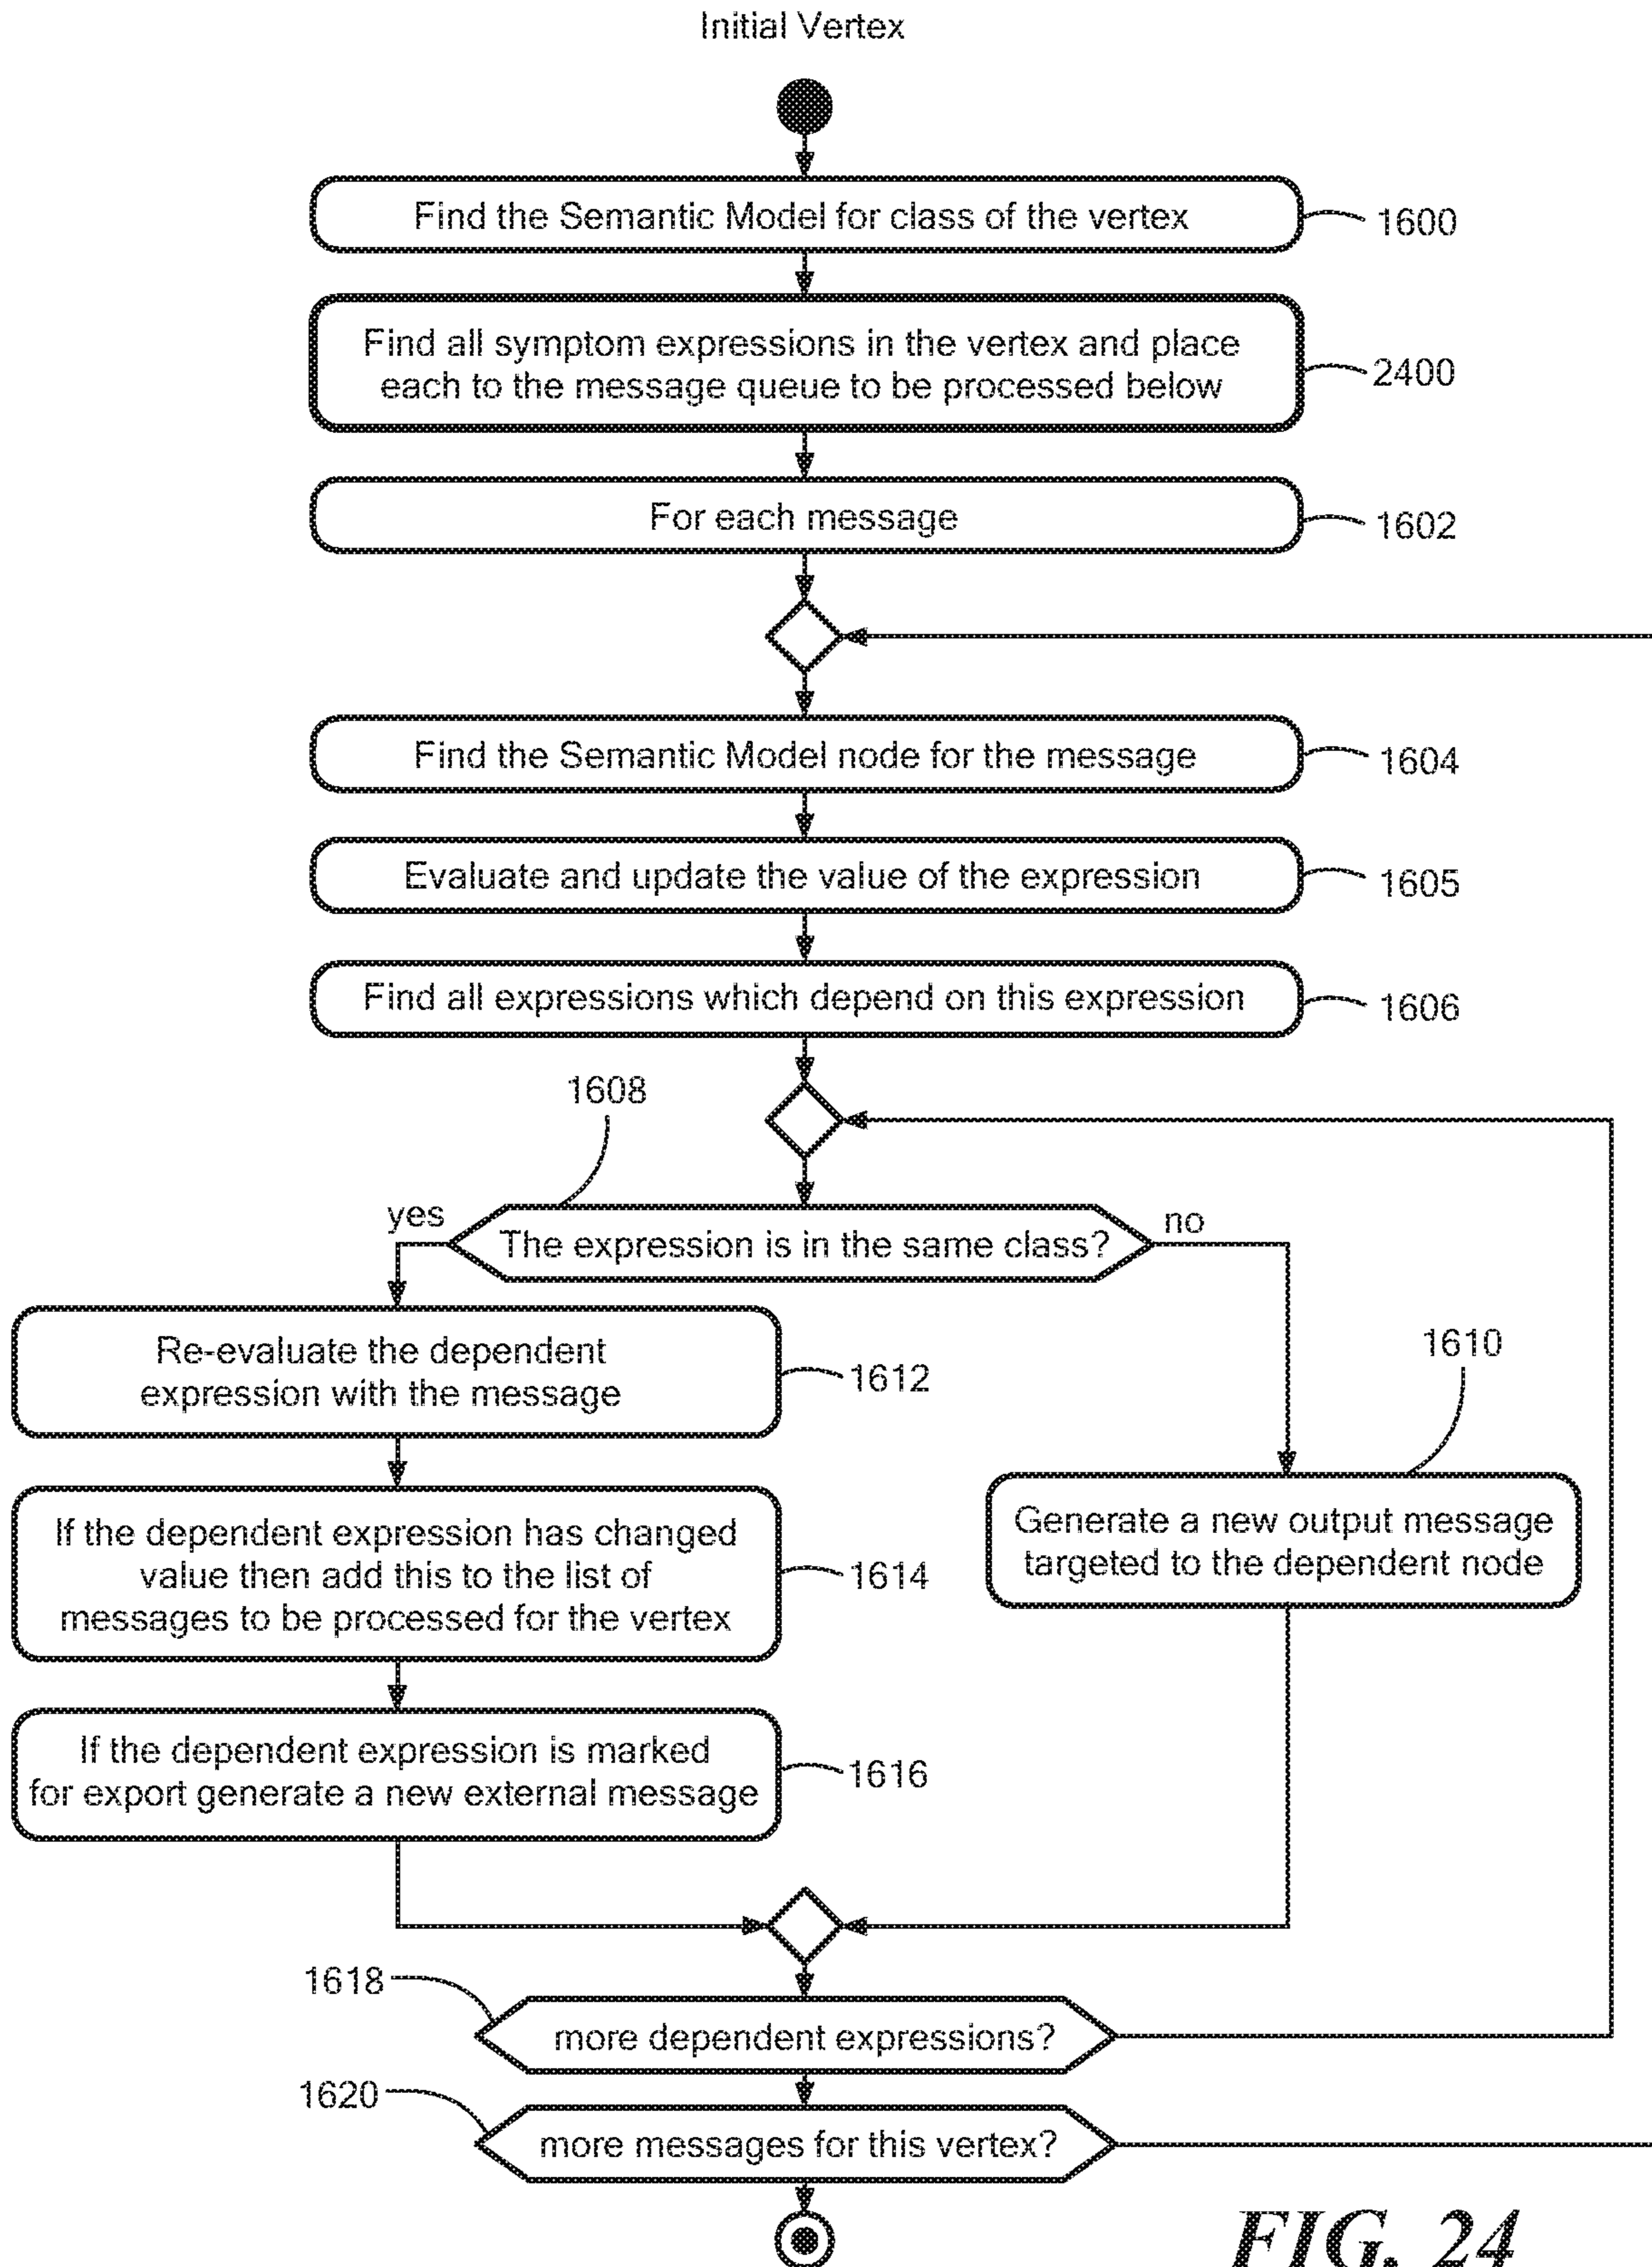 Initial Vertex
Find the Semantic Model for class of the vertex
1600
Find all symptom expressions in the vertex and place
each to the message queue to be processed below
2400
For each message
1602
Find the Semantic Model node for the message
1604
Evaluate and update the value of the expression
1605
Find all expressions which depend on this expression
1606
1608
yes
The expression is in the same class?
no
Re-evaluate the dependent
expression with the message
1612
1610
If the dependent expression has changed
value then add this to the list of
messages to be processed for the vertex
1614
Generate a new output message
targeted to the dependent node
If the dependent expression is marked
for export generate a new external message
1616
1618
more dependent expressions?
1620
more messages for this vertex?
FIG. 24